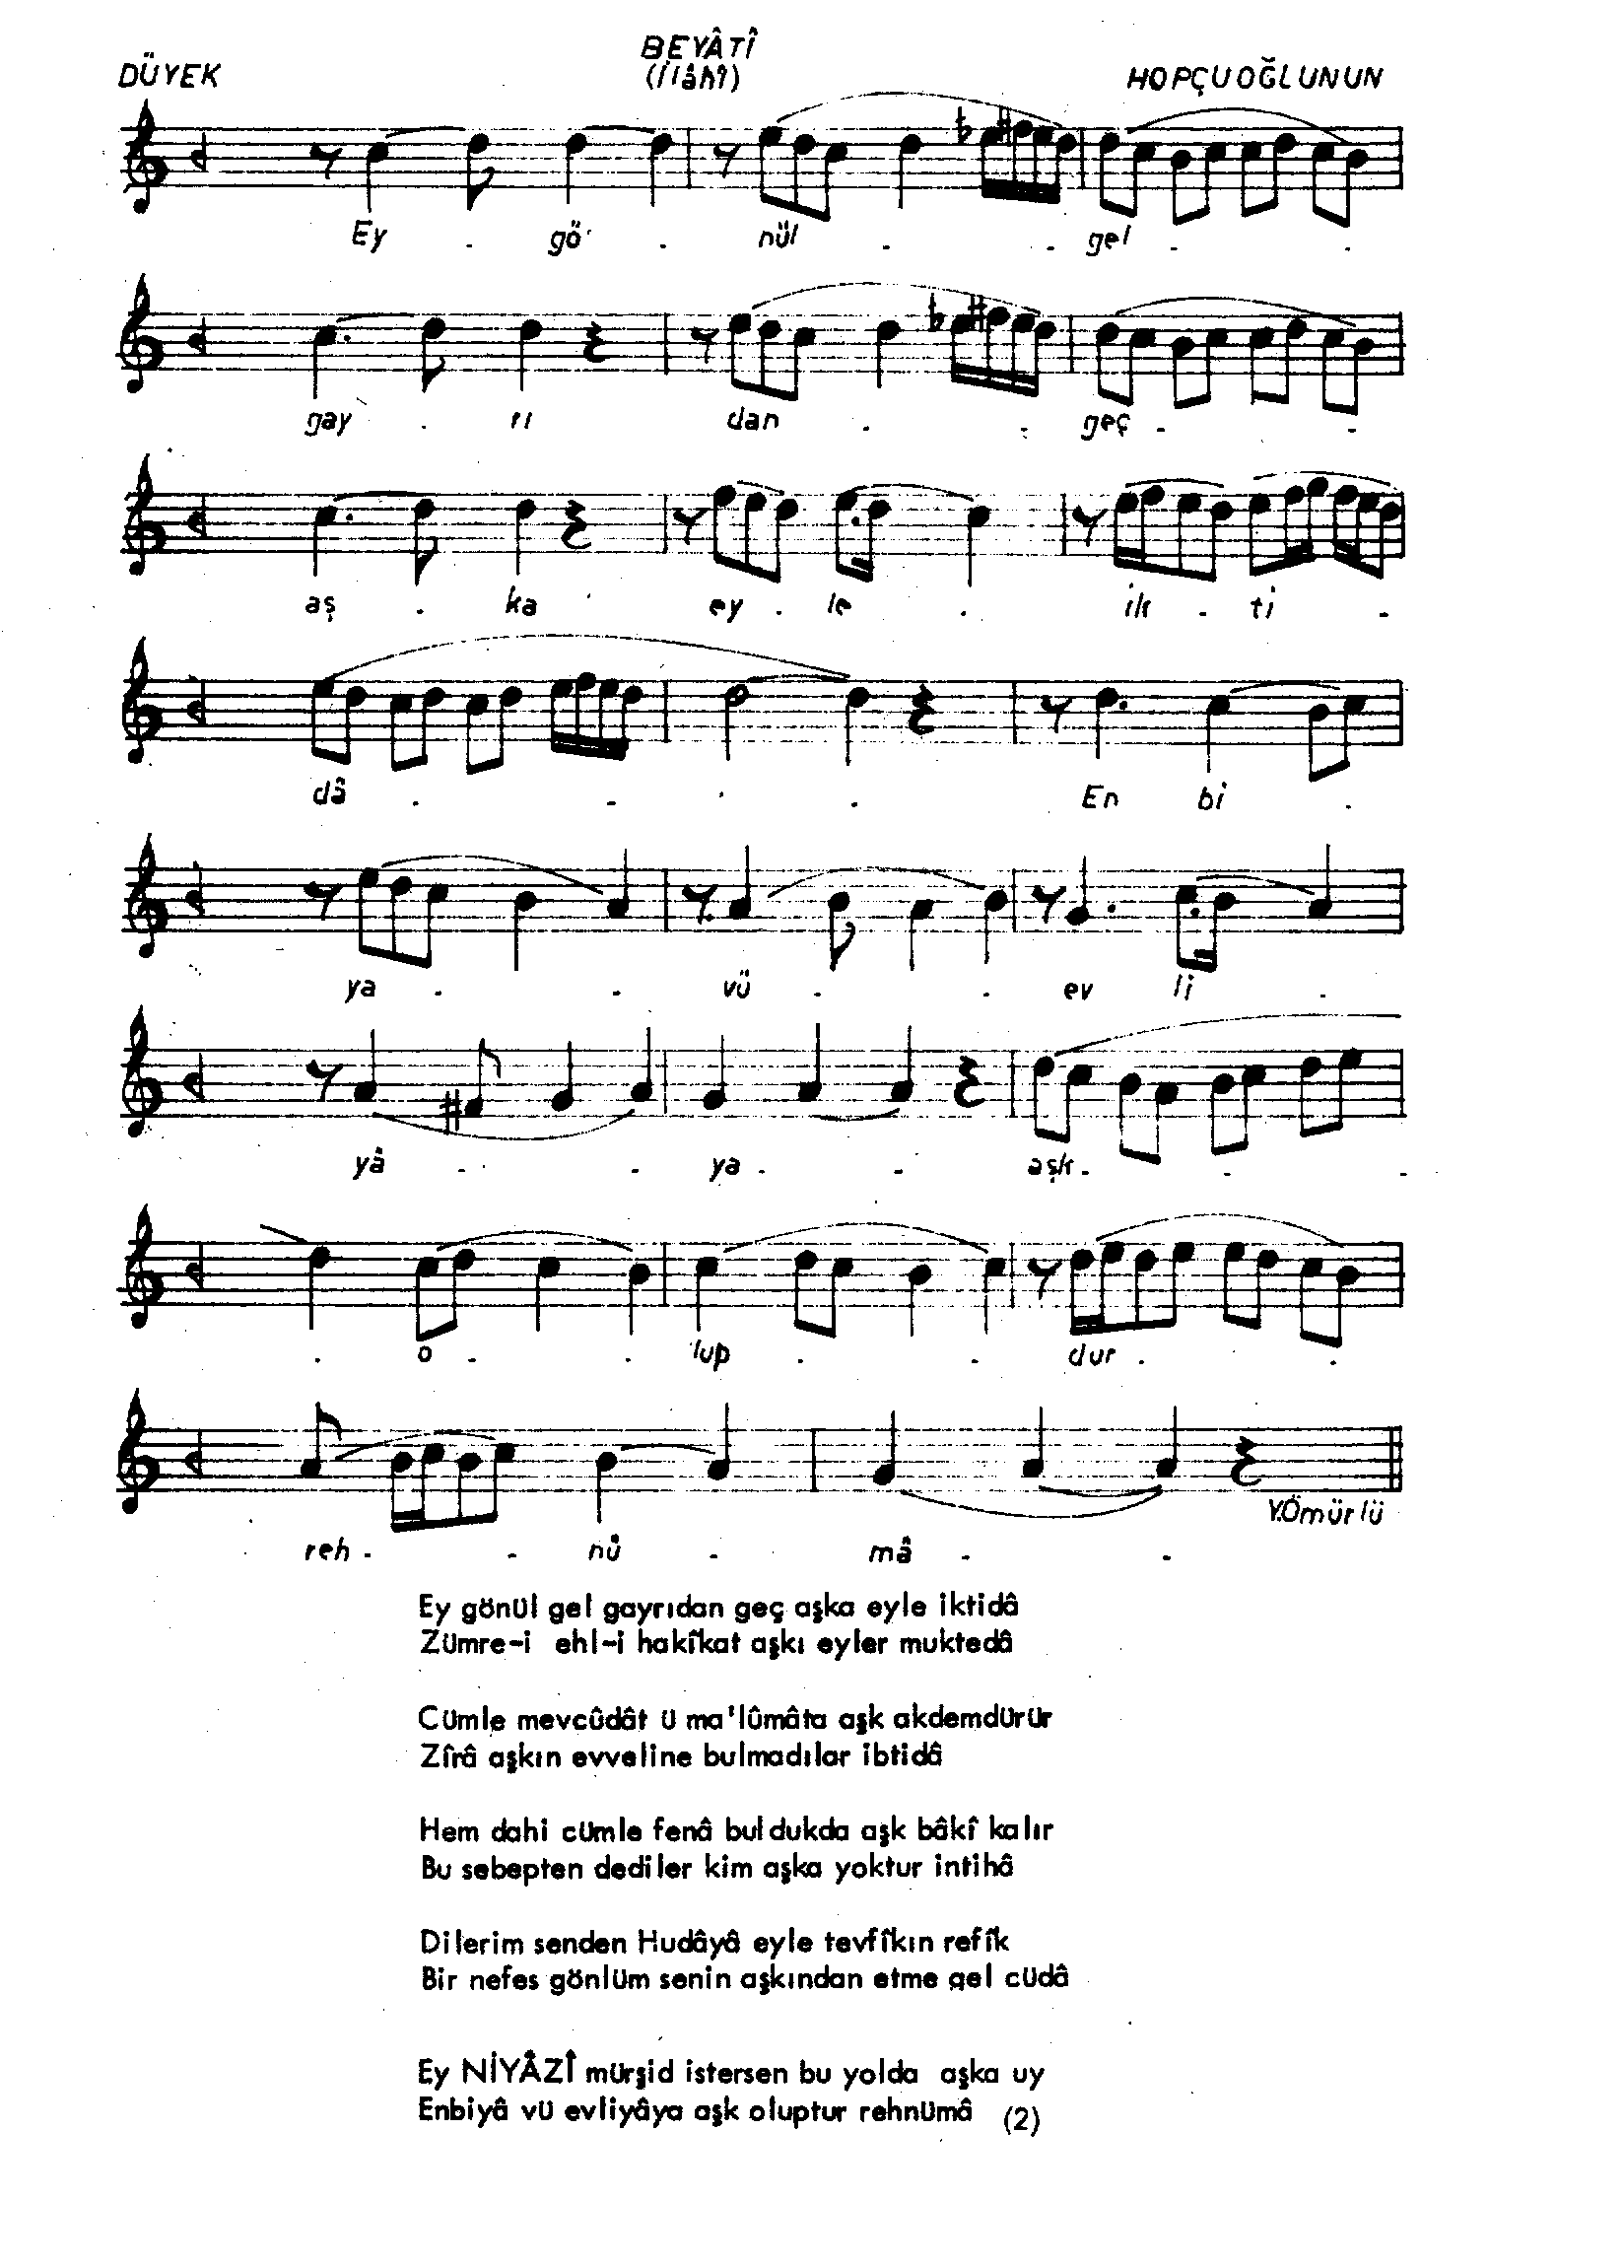 DÜYEK
BEYÂTÎ
(İlâhî)
HOPÇUOĞLUNUN
Ey . gö . nül . . gel . .
gay . rı dan . . geç . .
aş . ka ey . le . ik . ti .
dâ . . . . En bi .
ya . . vü . . ev li .
yâ . . ya . . aşk . . .
. o . . lup . . dur . .
reh . . nü . mâ . .
Y.Ömürlü
Ey gönül gel gayrıdan geç aşka eyle iktidâ
Zümre-i ehl-i hakîkat aşkı eyler muktedâ
Cümle mevcûdât ü ma'lûmâta aşk akdemdürür
Zîrâ aşkın evveline bulmadılar ibtidâ
Hem dahi cümle fenâ buldukda aşk bâkî kalır
Bu sebepten dediler kim aşka yoktur intihâ
Dilerim senden Hudâyâ eyle tevfîkın refîk
Bir nefes gönlüm senin aşkından etme gel cüdâ
Ey NİYÂZÎ mürşid istersen bu yolda aşka uy
Enbiyâ vü evliyâya aşk oluptur rehnümâ (2)